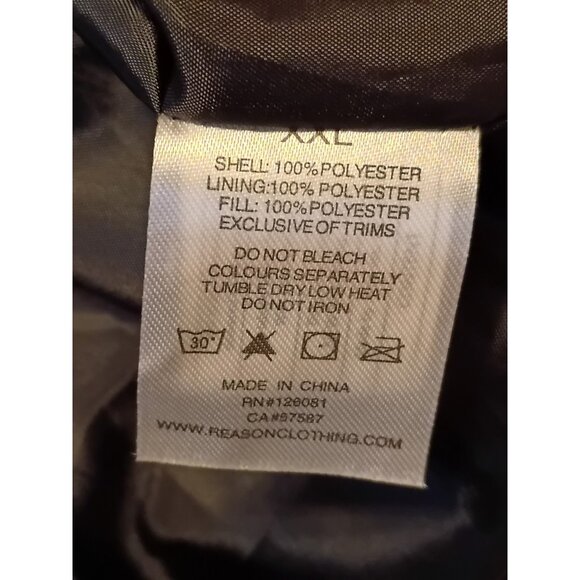 XXL
SHELL: 100% POLYESTER
LINING:100% POLYESTER
FILL: 100% POLYESTER
EXCLUSIVE OF TRIMS
DO NOT BLEACH
COLOURS SEPARATELY
TUMBLE DRY LOW HEAT
DO NOT IRON
30°
MADE IN CHINA
RN#126081
CA#57587
WWW.REASONCLOTHING.COM